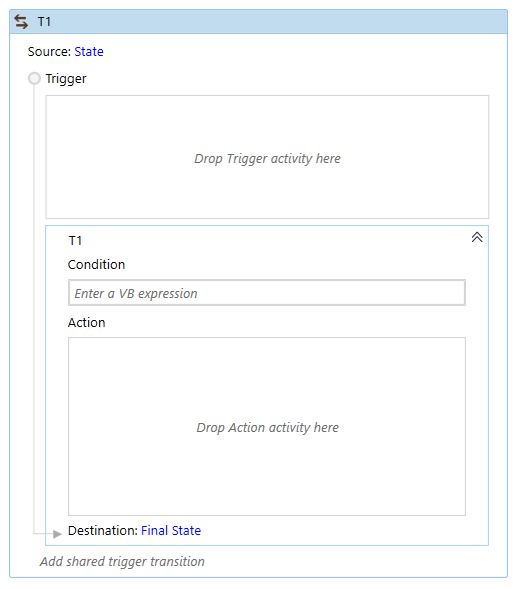 T1
Source: State
Trigger
Drop Trigger activity here
T1
Condition
Enter a VB expression
Action
Drop Action activity here
Destination: Final State
Add shared trigger transition